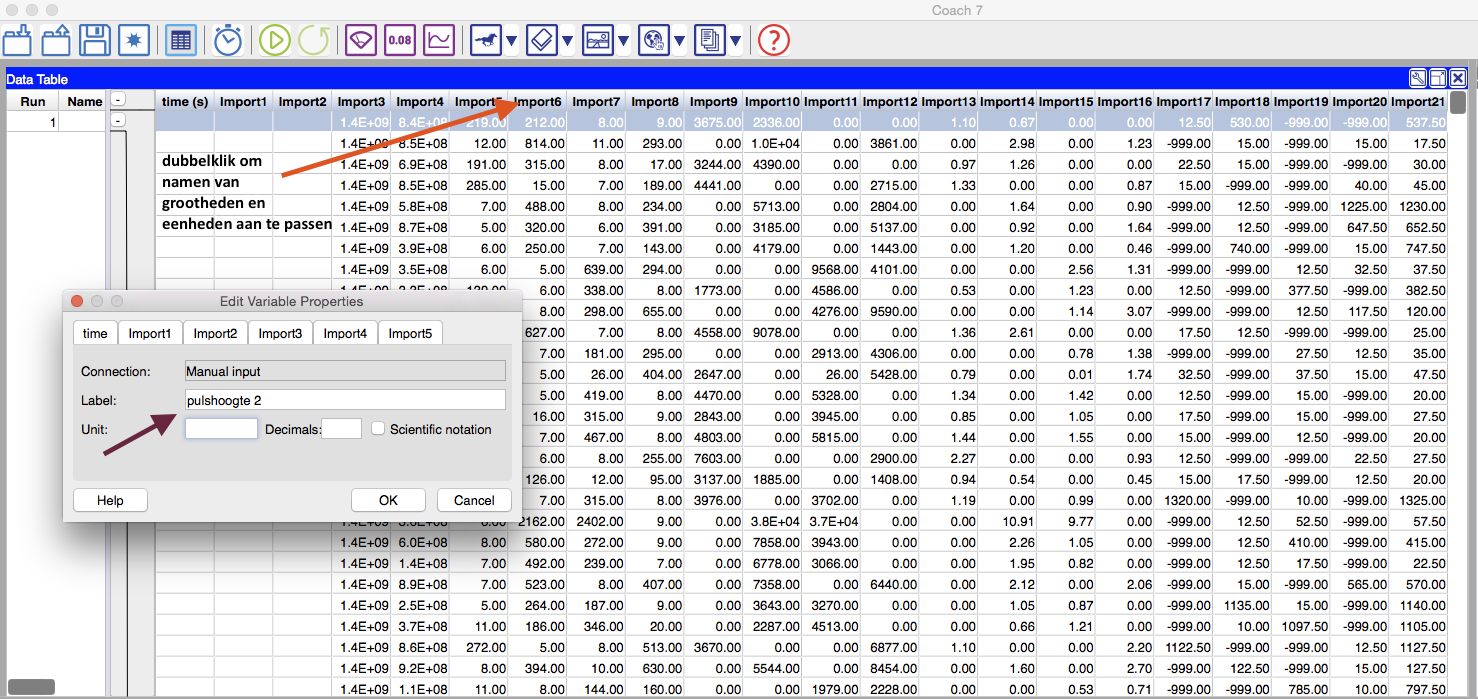 Coach 7
0.08
?
Data Table
Run Name - time (s) Import1 Import2 Import3 Import4 Import5 Import6 Import7 Import8 Import9 Import10 Import11 Import12 Import13 Import14 Import15 Import16 Import17 Import18 Import19 Import20 Import21
1 - 1.4E+09 8.4E+08 219.00 212.00 8.00 9.00 3675.00 2336.00 0.00 0.00 1.10 0.67 0.00 0.00 12.50 530.00 -999.00 -999.00 537.50
1.4E+09 8.5E+08 12.00 814.00 11.00 293.00 0.00 1.0E+04 0.00 3861.00 0.00 2.98 0.00 1.23 -999.00 15.00 -999.00 15.00 17.50
dubbelklik om 1.4E+09 6.9E+08 191.00 315.00 8.00 17.00 3244.00 4390.00 0.00 0.00 0.97 1.26 0.00 0.00 22.50 15.00 -999.00 -999.00 30.00
namen van 1.4E+09 8.5E+08 285.00 15.00 7.00 189.00 4441.00 0.00 0.00 2715.00 1.33 0.00 0.00 0.87 15.00 -999.00 -999.00 40.00 45.00
grootheden en 1.4E+09 5.8E+08 7.00 488.00 8.00 234.00 0.00 5713.00 0.00 2804.00 0.00 1.64 0.00 0.90 -999.00 12.50 -999.00 1225.00 1230.00
eenheden aan te passen 1.4E+09 8.7E+08 5.00 320.00 6.00 391.00 0.00 3185.00 0.00 5137.00 0.00 0.92 0.00 1.64 -999.00 12.50 -999.00 647.50 652.50
1.4E+09 3.9E+08 6.00 250.00 7.00 143.00 0.00 4179.00 0.00 1443.00 0.00 1.20 0.00 0.46 -999.00 740.00 -999.00 15.00 747.50
1.4E+09 3.5E+08 6.00 5.00 639.00 294.00 0.00 0.00 9568.00 4101.00 0.00 0.00 2.56 1.31 -999.00 -999.00 12.50 32.50 37.50
6.00 338.00 8.00 1773.00 0.00 4586.00 0.00 0.53 0.00 1.23 0.00 12.50 -999.00 377.50 -999.00 382.50
8.00 298.00 655.00 0.00 0.00 4276.00 9590.00 0.00 0.00 1.14 3.07 -999.00 -999.00 12.50 117.50 120.00
627.00 7.00 8.00 4558.00 9078.00 0.00 0.00 1.36 2.61 0.00 0.00 17.50 12.50 -999.00 -999.00 25.00
7.00 181.00 295.00 0.00 0.00 2913.00 4306.00 0.00 0.00 0.78 1.38 -999.00 -999.00 27.50 12.50 35.00
5.00 26.00 404.00 2647.00 0.00 26.00 5428.00 0.79 0.00 0.01 1.74 32.50 -999.00 37.50 15.00 47.50
5.00 419.00 8.00 4470.00 0.00 5328.00 0.00 1.34 0.00 1.42 0.00 12.50 -999.00 15.00 -999.00 20.00
16.00 315.00 9.00 2843.00 0.00 3945.00 0.00 0.85 0.00 1.05 0.00 17.50 -999.00 15.00 -999.00 27.50
7.00 467.00 8.00 4803.00 0.00 5815.00 0.00 1.44 0.00 1.55 0.00 15.00 -999.00 12.50 -999.00 20.00
6.00 8.00 255.00 7603.00 0.00 0.00 2900.00 2.27 0.00 0.00 0.93 12.50 -999.00 -999.00 22.50 27.50
126.00 12.00 95.00 3137.00 1885.00 0.00 1408.00 0.94 0.54 0.00 0.45 15.00 17.50 -999.00 12.50 20.00
7.00 315.00 8.00 3976.00 0.00 3702.00 0.00 1.19 0.00 0.99 0.00 1320.00 -999.00 10.00 -999.00 1325.00
2162.00 2402.00 9.00 0.00 3.8E+04 3.7E+04 0.00 0.00 10.91 9.77 0.00 -999.00 12.50 52.50 -999.00 57.50
1.4E+09 6.0E+08 8.00 580.00 272.00 9.00 0.00 7858.00 3943.00 0.00 0.00 2.26 1.05 0.00 -999.00 12.50 410.00 -999.00 415.00
1.4E+09 1.4E+08 7.00 492.00 239.00 7.00 0.00 6778.00 3066.00 0.00 0.00 1.95 0.82 0.00 -999.00 12.50 17.50 -999.00 22.50
1.4E+09 8.9E+08 7.00 523.00 8.00 407.00 0.00 7358.00 0.00 6440.00 0.00 2.12 0.00 2.06 -999.00 15.00 -999.00 565.00 570.00
1.4E+09 2.5E+08 5.00 264.00 187.00 9.00 0.00 3643.00 3270.00 0.00 0.00 1.05 0.87 0.00 -999.00 1135.00 15.00 -999.00 1140.00
1.4E+09 3.7E+08 11.00 186.00 346.00 20.00 0.00 2287.00 4513.00 0.00 0.00 0.66 1.21 0.00 -999.00 10.00 1097.50 -999.00 1105.00
1.4E+09 8.6E+08 272.00 5.00 8.00 513.00 3670.00 0.00 0.00 6877.00 1.10 0.00 0.00 2.20 1122.50 -999.00 -999.00 12.50 1127.50
1.4E+09 9.2E+08 8.00 394.00 10.00 630.00 0.00 5544.00 0.00 8454.00 0.00 1.60 0.00 2.70 -999.00 122.50 -999.00 15.00 127.50
1.4E+09 1.1E+08 11.00 8.00 144.00 160.00 0.00 0.00 1979.00 2228.00 0.00 0.00 0.53 0.71 -999.00 -999.00 785.00 10.00 797.50
Edit Variable Properties
time Import1 Import2 Import3 Import4 Import5
Connection: Manual input
Label: pulshoogte 2
Unit: Decimals: Scientific notation
Help OK Cancel